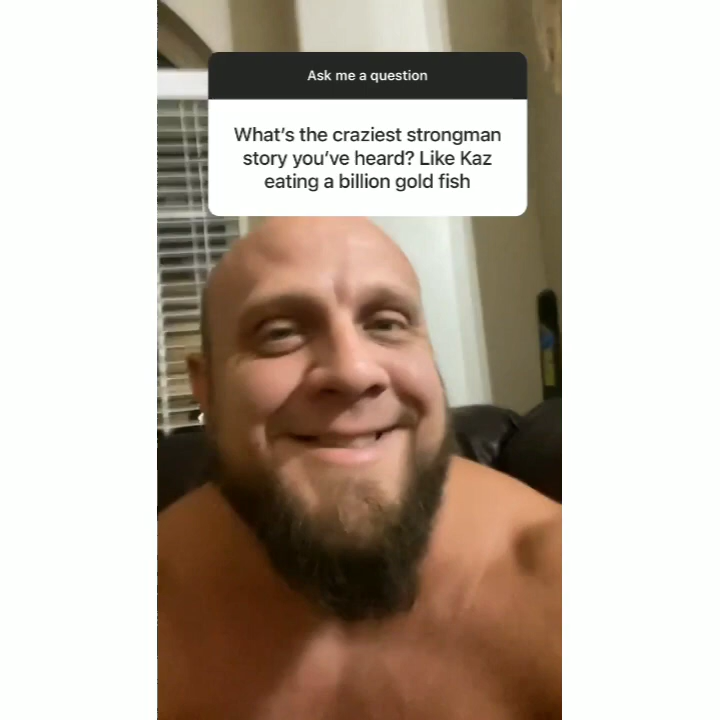 Ask me a question
What's the craziest strongman
story you've heard? Like Kaz
eating a billion gold fish